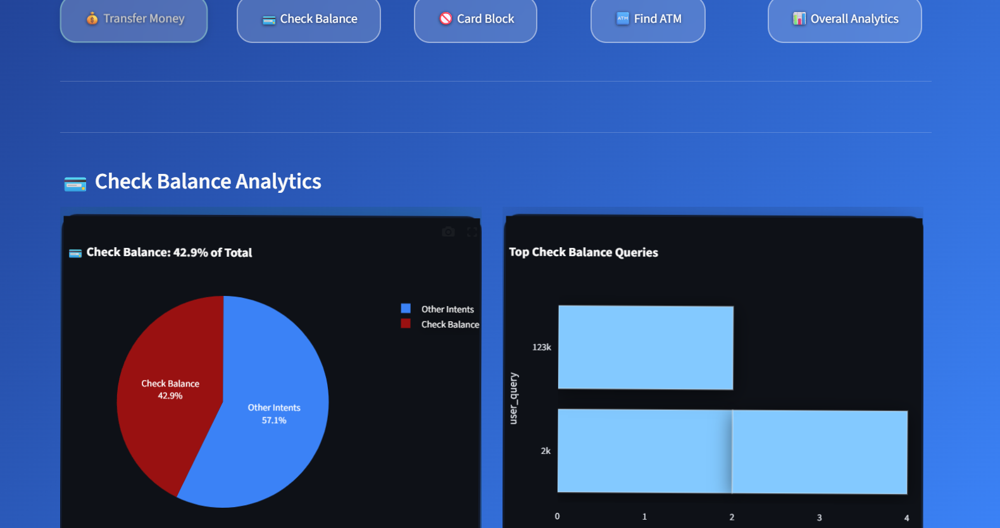 Transfer Money
Check Balance
Card Block
ATM
Find ATM
Overall Analytics
Check Balance Analytics
Check Balance: 42.9% of Total
Other Intents
Check Balance
Check Balance
42.9%
Other Intents
57.1%
Top Check Balance Queries
user_query
123k
2k
0
1
2
3
4